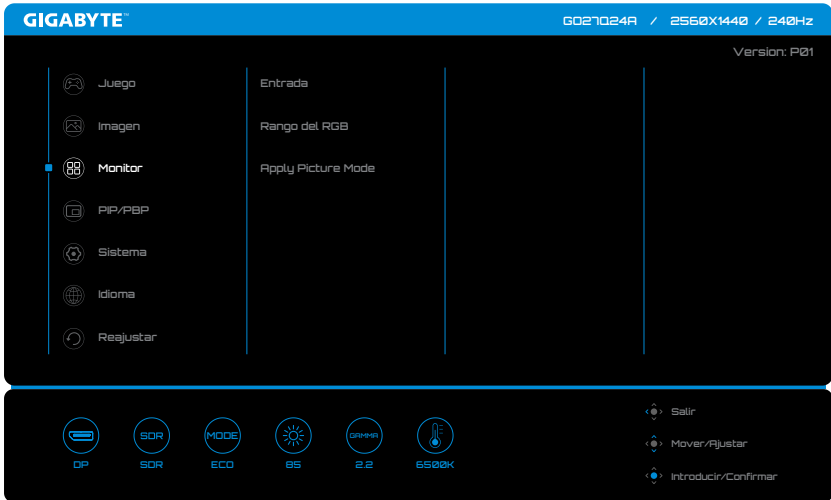 GIGABYTE™ GO27Q24A / 2560X1440 / 240Hz
Version: P01
Juego
Imagen
Monitor
PIP/PBP
Sistema
Idioma
Reajustar
Entrada
Rango del RGB
Apply Picture Mode
DP
SDR
SDR
MODE
ECO
85
GAMMA
2.2
6500K
Salir
Mover/Ajustar
Introducir/Confirmar